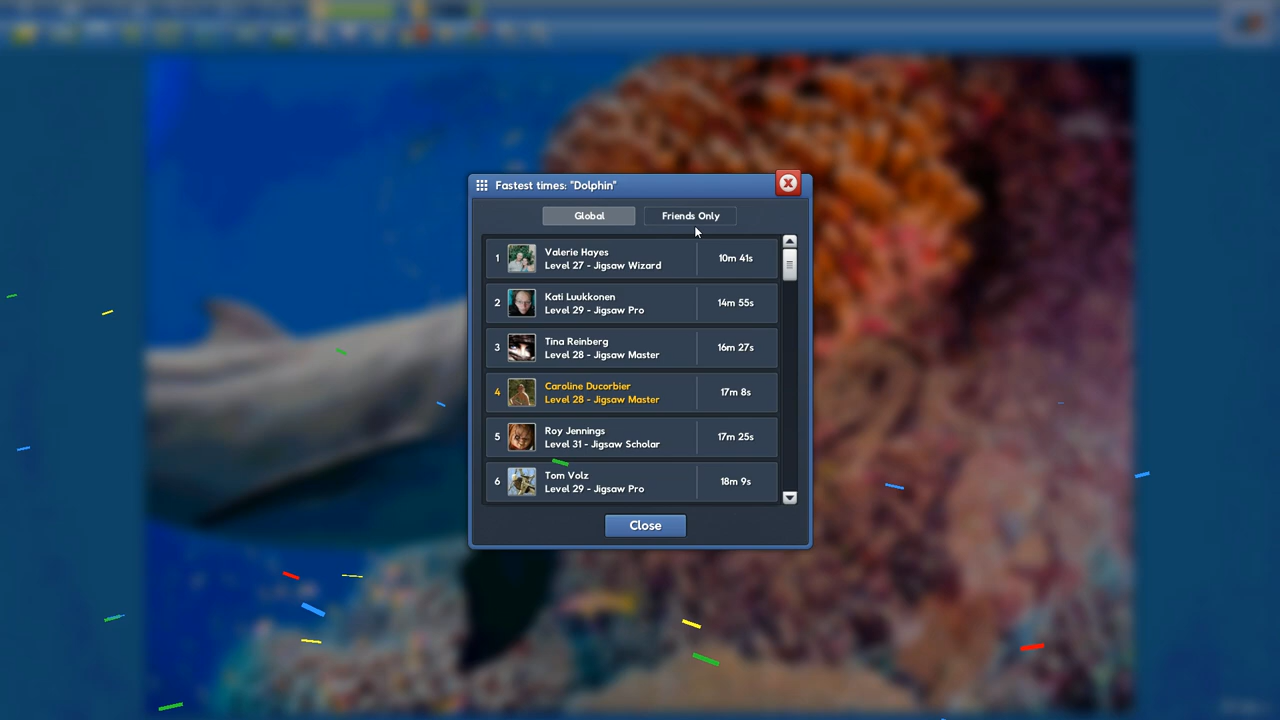 Fastest times: "Dolphin"
Global
Friends Only
1
Valerie Hayes
Level 27 - Jigsaw Wizard
10m 41s
2
Kati Luukkonen
Level 29 - Jigsaw Pro
14m 55s
3
Tina Reinberg
Level 28 - Jigsaw Master
16m 27s
4
Caroline Ducorbier
Level 28 - Jigsaw Master
17m 8s
5
Roy Jennings
Level 31 - Jigsaw Scholar
17m 25s
6
Tom Volz
Level 29 - Jigsaw Pro
18m 9s
Close